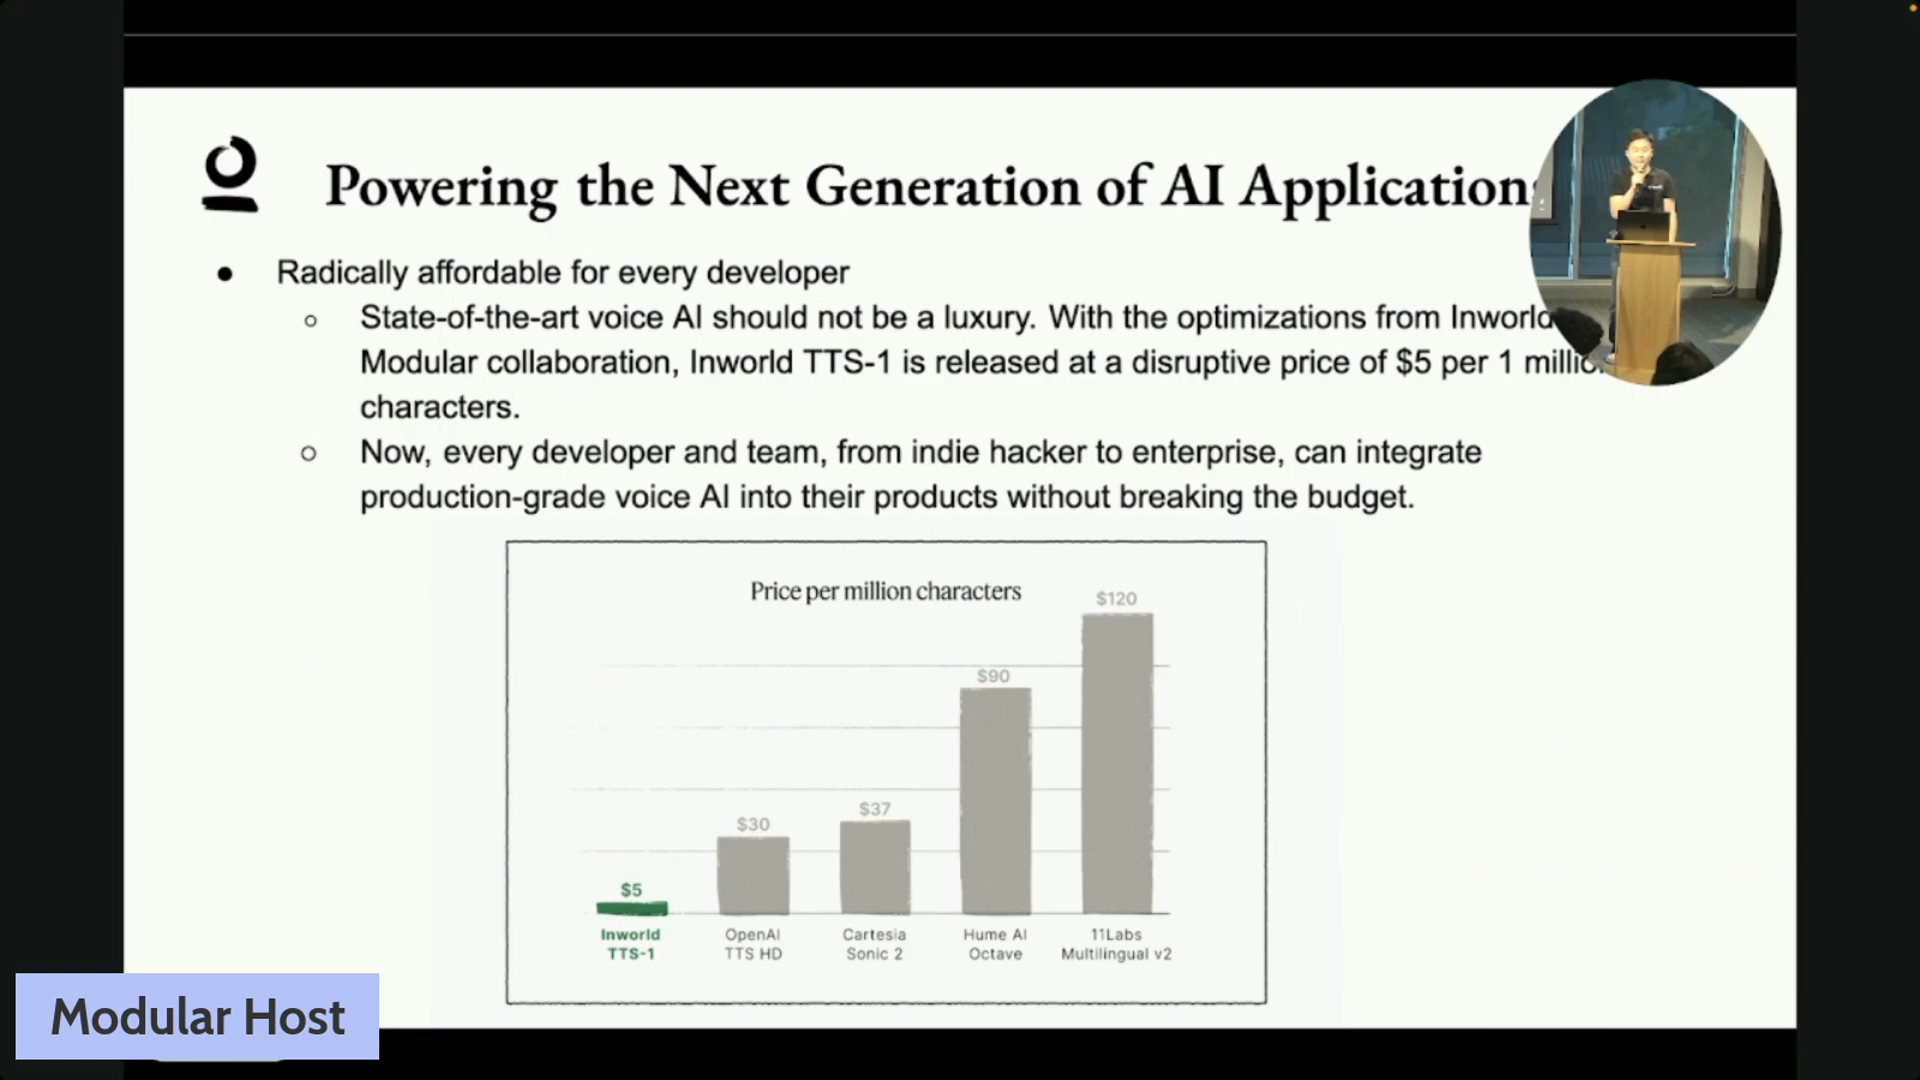 Powering the Next Generation of AI Application
● Radically affordable for every developer
○ State-of-the-art voice AI should not be a luxury. With the optimizations from Inworld
Modular collaboration, Inworld TTS-1 is released at a disruptive price of $5 per 1
characters.
○ Now, every developer and team, from indie hacker to enterprise, can integrate
production-grade voice AI into their products without breaking the budget.
Price per million characters
$5
$30
$37
$90
$120
Inworld TTS-1
OpenAI TTS HD
Cartesia Sonic 2
Hume AI Octave
11Labs Multilingual v2
Modular Host